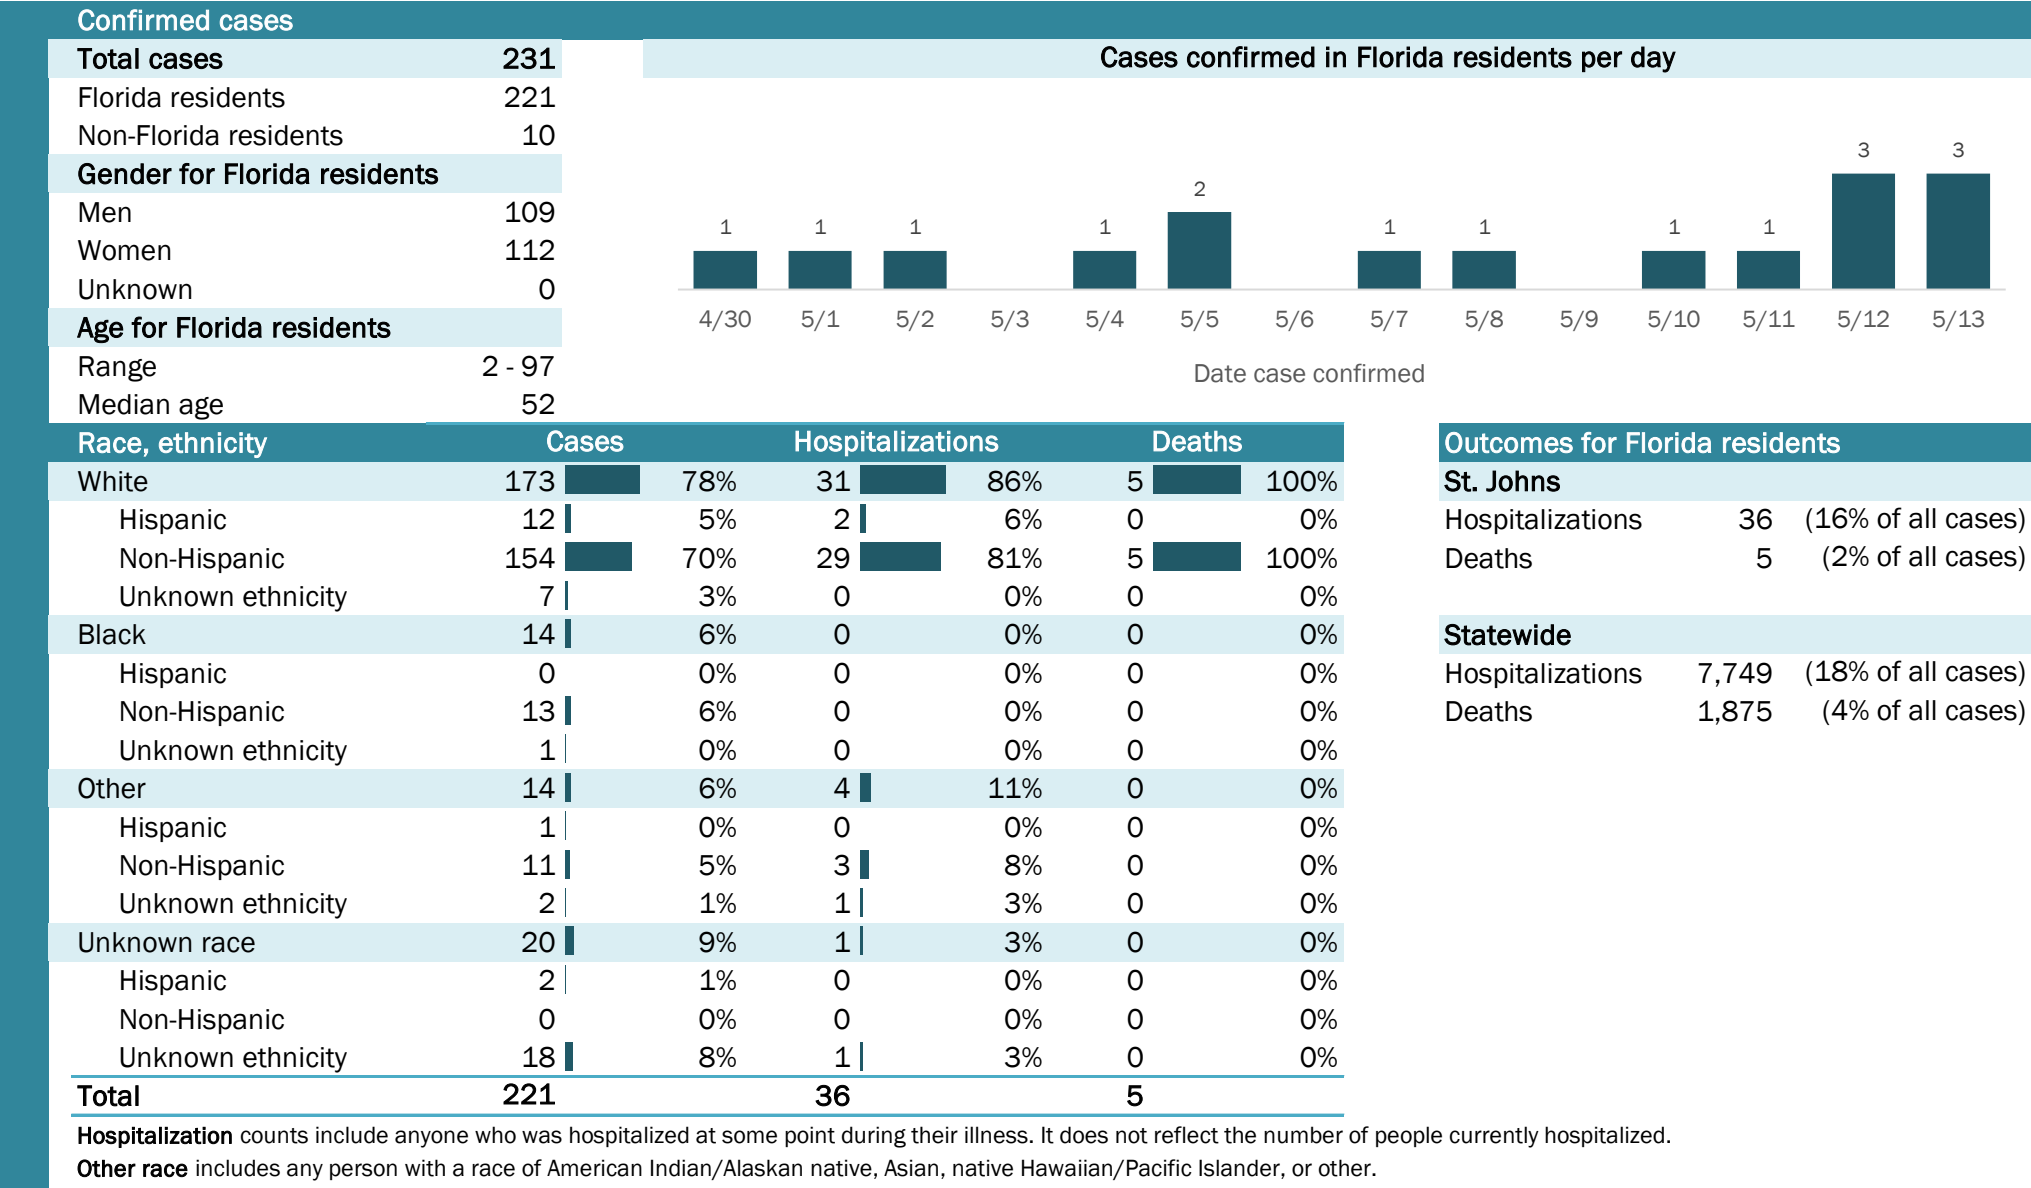 Confirmed cases
Total cases 231
Florida residents 221
Non-Florida residents 10
Gender for Florida residents
Men 109
Women 112
Unknown 0
Age for Florida residents
Range 2 - 97
Median age 52
Cases confirmed in Florida residents per day
1 1 1 1 2 1 1 1 1 3 3
4/30 5/1 5/2 5/3 5/4 5/5 5/6 5/7 5/8 5/9 5/10 5/11 5/12 5/13
Date case confirmed
Race, ethnicity Cases Hospitalizations Deaths
White 173 78% 31 86% 5 100%
Hispanic 12 5% 2 6% 0 0%
Non-Hispanic 154 70% 29 81% 5 100%
Unknown ethnicity 7 3% 0 0% 0 0%
Black 14 6% 0 0% 0 0%
Hispanic 0 0% 0 0% 0 0%
Non-Hispanic 13 6% 0 0% 0 0%
Unknown ethnicity 1 0% 0 0% 0 0%
Other 14 6% 4 11% 0 0%
Hispanic 1 0% 0 0% 0 0%
Non-Hispanic 11 5% 3 8% 0 0%
Unknown ethnicity 2 1% 1 3% 0 0%
Unknown race 20 9% 1 3% 0 0%
Hispanic 2 1% 0 0% 0 0%
Non-Hispanic 0 0% 0 0% 0 0%
Unknown ethnicity 18 8% 1 3% 0 0%
Total 221 36 5
Outcomes for Florida residents
St. Johns
Hospitalizations 36 (16% of all cases)
Deaths 5 (2% of all cases)
Statewide
Hospitalizations 7,749 (18% of all cases)
Deaths 1,875 (4% of all cases)
Hospitalization counts include anyone who was hospitalized at some point during their illness. It does not reflect the number of people currently hospitalized.
Other race includes any person with a race of American Indian/Alaskan native, Asian, native Hawaiian/Pacific Islander, or other.